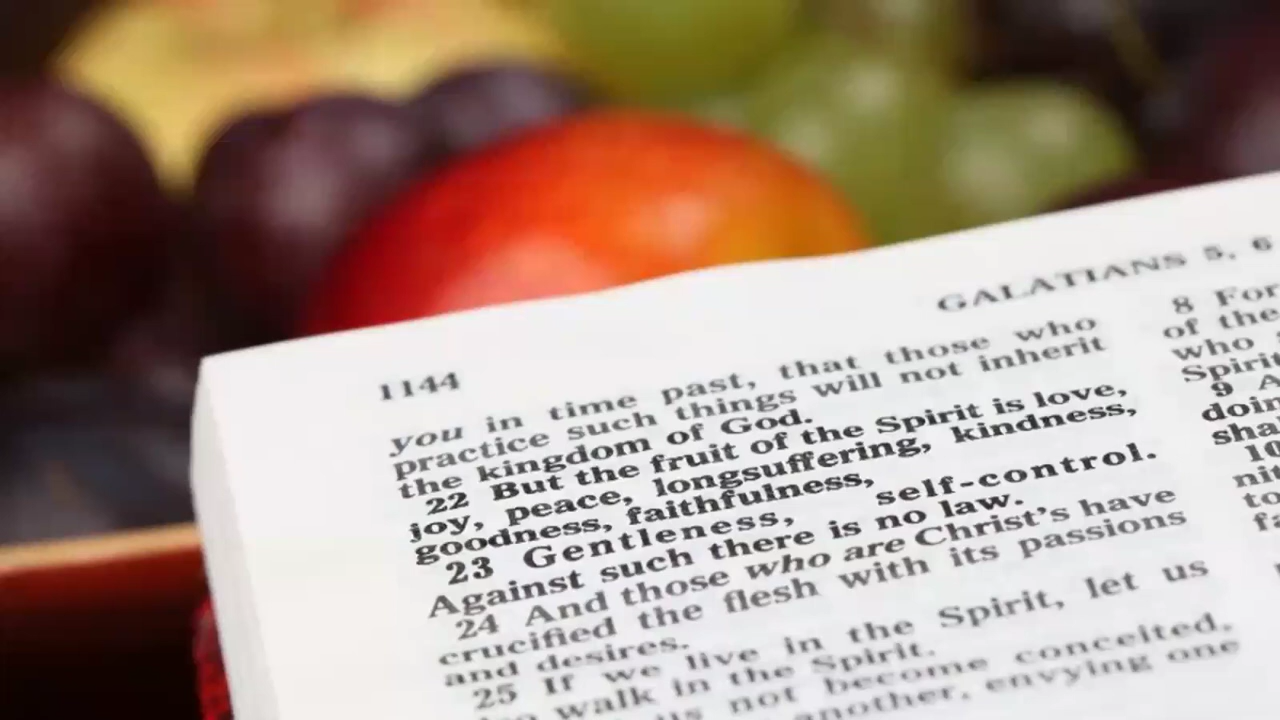 1144
GALATIANS 5, 6
you in time past, that those who
practice such things will not inherit
the kingdom of God.
22 But the fruit of the Spirit is love,
joy, peace, longsuffering, kindness,
goodness, faithfulness,
23 Gentleness, self-control.
Against such there is no law.
24 And those who are Christ's have
crucified the flesh with its passions
and desires.
25 If we live in the Spirit, let us
walk in the Spirit.
us not become conceited,
another, envying one
8 For
of the
who
Spirit
9